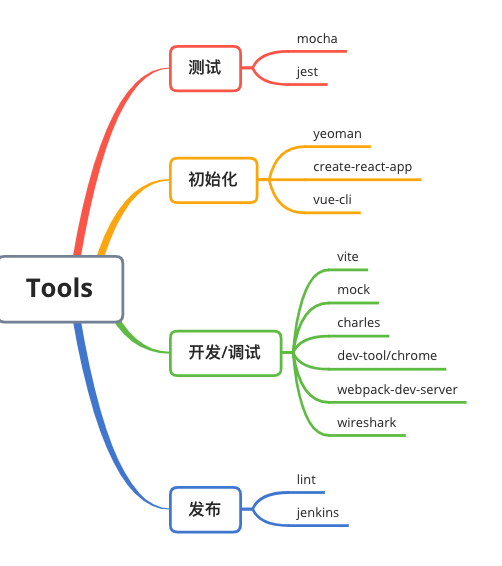 Tools
测试
mocha
jest
初始化
yeoman
create-react-app
vue-cli
开发/调试
vite
mock
charles
dev-tool/chrome
webpack-dev-server
wireshark
发布
lint
jenkins